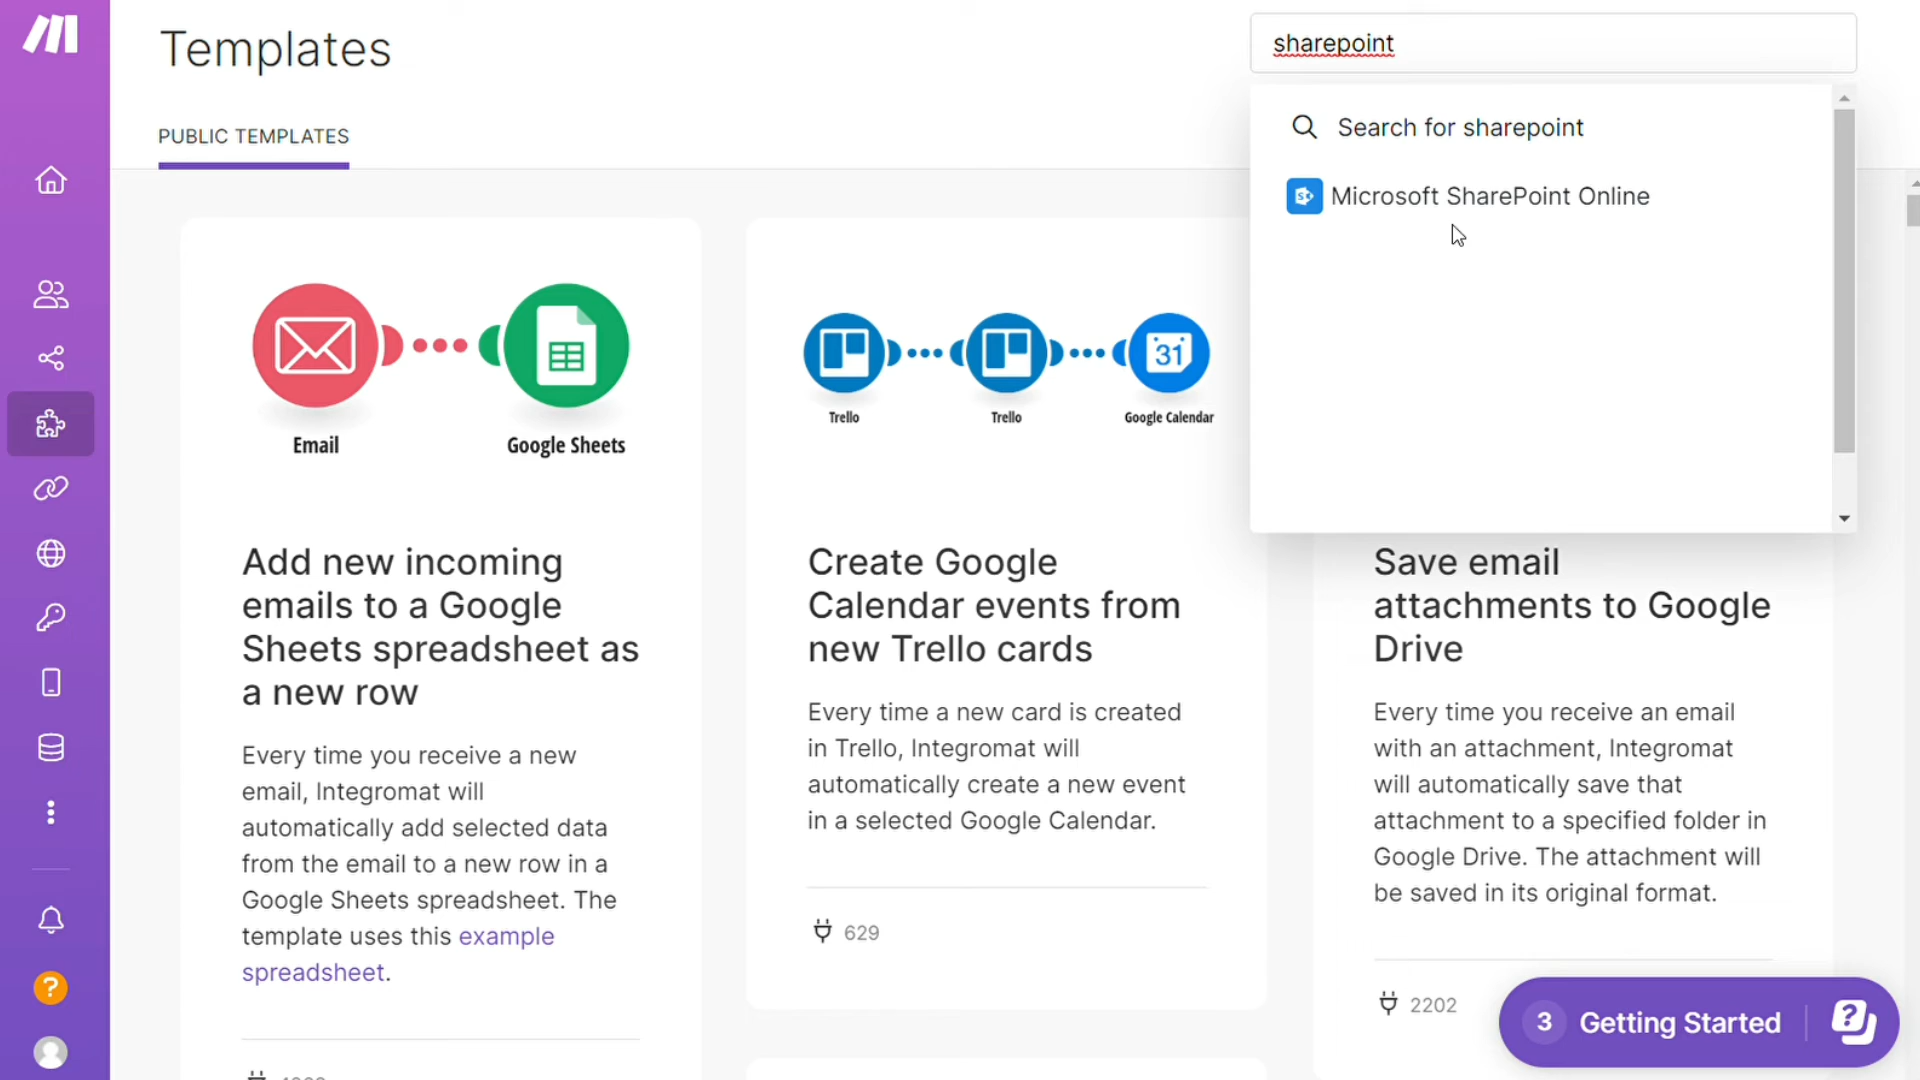 Templates
sharepoint
Search for sharepoint
Microsoft SharePoint Online
PUBLIC TEMPLATES
Email
Google Sheets
Add new incoming
emails to a Google
Sheets spreadsheet as
a new row
Every time you receive a new
email, Integromat will
automatically add selected data
from the email to a new row in a
Google Sheets spreadsheet. The
template uses this example
spreadsheet.
Trello
Trello
31
Google Calendar
Create Google
Calendar events from
new Trello cards
Every time a new card is created
in Trello, Integromat will
automatically create a new event
in a selected Google Calendar.
629
Save email
attachments to Google
Drive
Every time you receive an email
with an attachment, Integromat
will automatically save that
attachment to a specified folder in
Google Drive. The attachment will
be saved in its original format.
2202
3 Getting Started